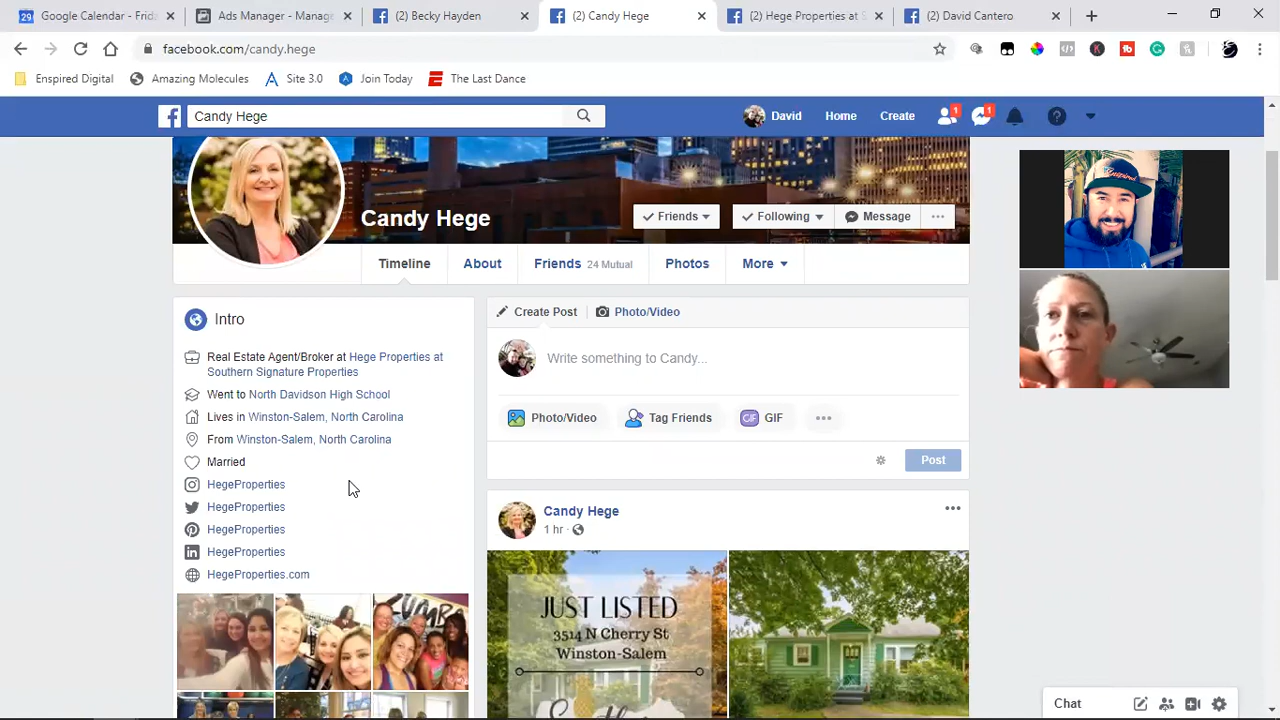 Google Calendar - Frida
Ads Manager - Manage
(2) Becky Hayden
(2) Candy Hege
(2) Hege Properties at S
(2) David Cantero
facebook.com/candy.hege
Enspired Digital
Amazing Molecules
Site 3.0
Join Today
The Last Dance
Candy Hege
David
Home
Create
1
1
Candy Hege
Friends
Following
Message
Timeline
About
Friends 24 Mutual
Photos
More
Intro
Real Estate Agent/Broker at Hege Properties at
Southern Signature Properties
Went to North Davidson High School
Lives in Winston-Salem, North Carolina
From Winston-Salem, North Carolina
Married
HegeProperties
HegeProperties
HegeProperties
HegeProperties
HegeProperties.com
Create Post
Photo/Video
Write something to Candy...
Photo/Video
Tag Friends
GIF
Post
Candy Hege
1 hr
JUST LISTED
3514 N Cherry St
Winston-Salem
Chat